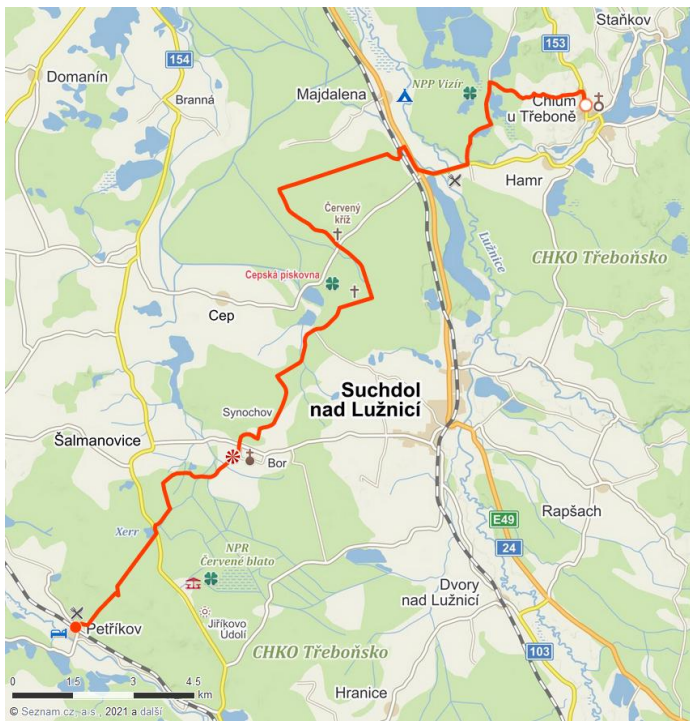 Staňkov
153
154
Domanín
NPP Vizír
Branná
Majdalena
Chlum
u Třeboně
Hamr
Červený
kříž
Lužnice
CHKO Třeboňsko
Cepská pískovna
Cep
Suchdol
nad Lužnicí
Synochov
Šalmanovice
Bor
Rapšach
Xerr
E49
24
NPR
Červené blato
Dvory
nad Lužnicí
Petříkov
Jiříkovo
Údolí
CHKO Třeboňsko
103
0 1.5 3 4.5
km
Hranice
© Seznam.cz, a.s., 2021 a další